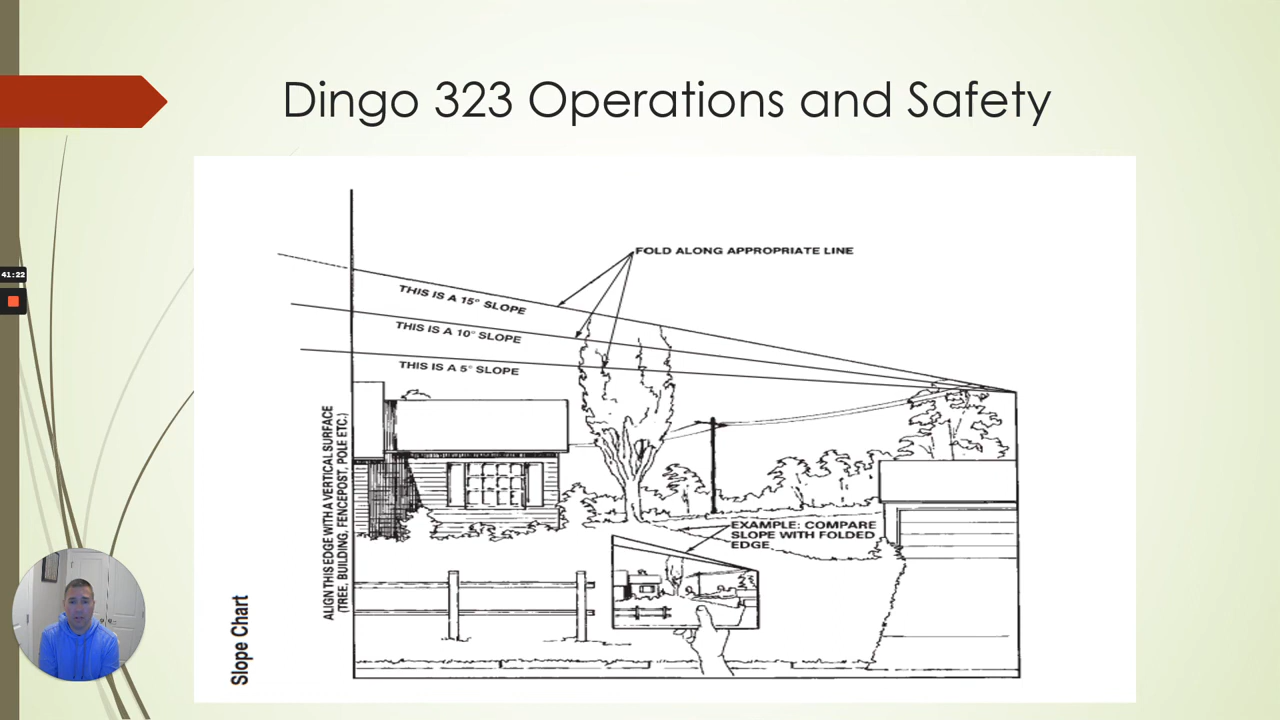 Dingo 323 Operations and Safety
41:22
FOLD ALONG APPROPRIATE LINE
THIS IS A 15° SLOPE
THIS IS A 10° SLOPE
THIS IS A 5° SLOPE
ALIGN THIS EDGE WITH A VERTICAL SURFACE
(TREE, BUILDING, FENCEPOST, POLE ETC.)
EXAMPLE: COMPARE
SLOPE WITH FOLDED
EDGE
Slope Chart